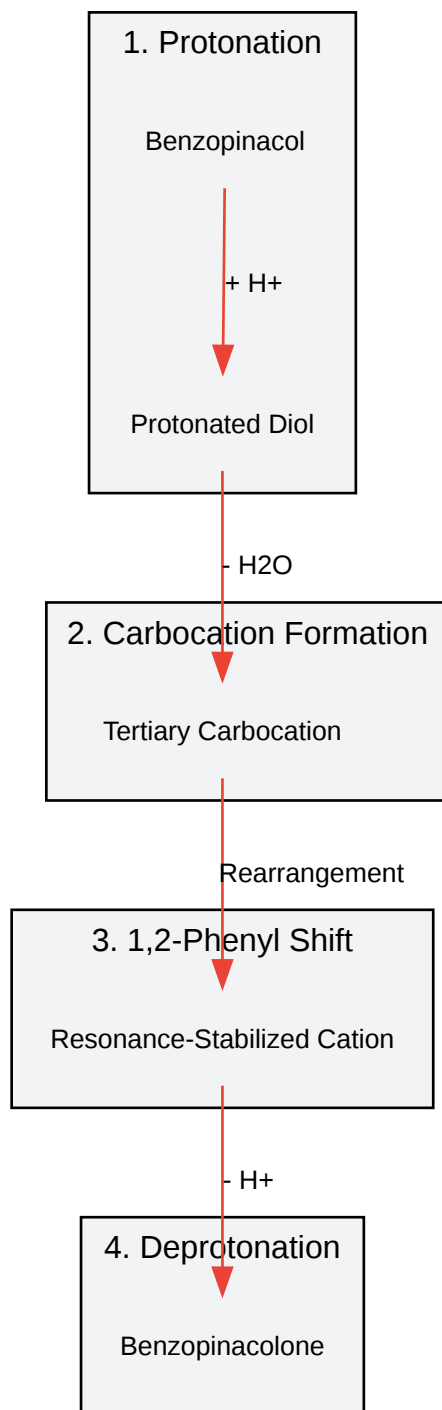 1. Protonation
Benzopinacol
+ H+
Protonated Diol
- H2O
2. Carbocation Formation
Tertiary Carbocation
Rearrangement
3. 1,2-Phenyl Shift
Resonance-Stabilized Cation
- H+
4. Deprotonation
Benzopinacolone